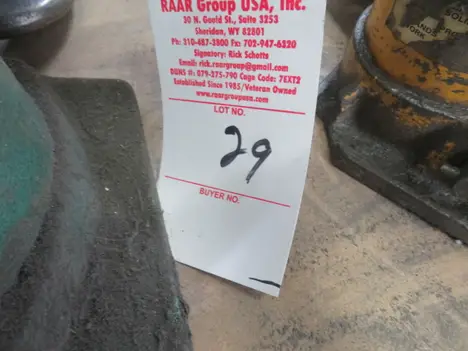 RAAR Group USA, Inc.
30 N. Goold St., Suite 3253
Sheridan, WY 82801
Ph: 310-487-3800 Fax 702-947-6320
Signatory: Rick Schotts
Email: rick.raargroup@gmail.com
DUNS #: 079-375-790 Cage Code: 7EXT2
Established Since 1985/Veteran Owned
www.raargroupusa.com
LOT NO.
29
BUYER NO.